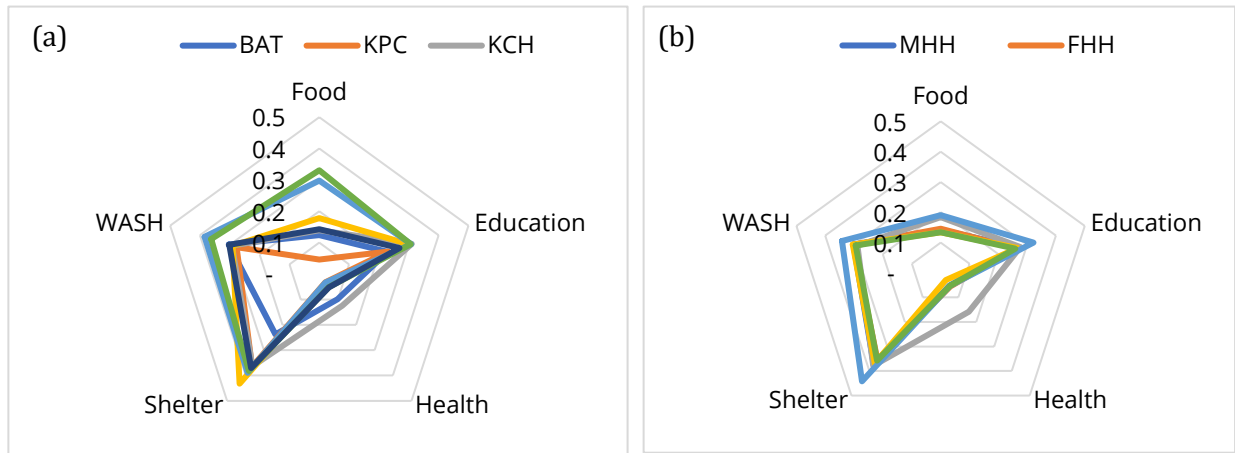 (a)
BAT KPC KCH
Food
0.5
0.4
0.3
0.2
0.1
-
WASH
Education
Shelter
Health
(b)
MHH FHH
Food
0.5
0.4
0.3
0.2
0.1
-
WASH
Education
Shelter
Health